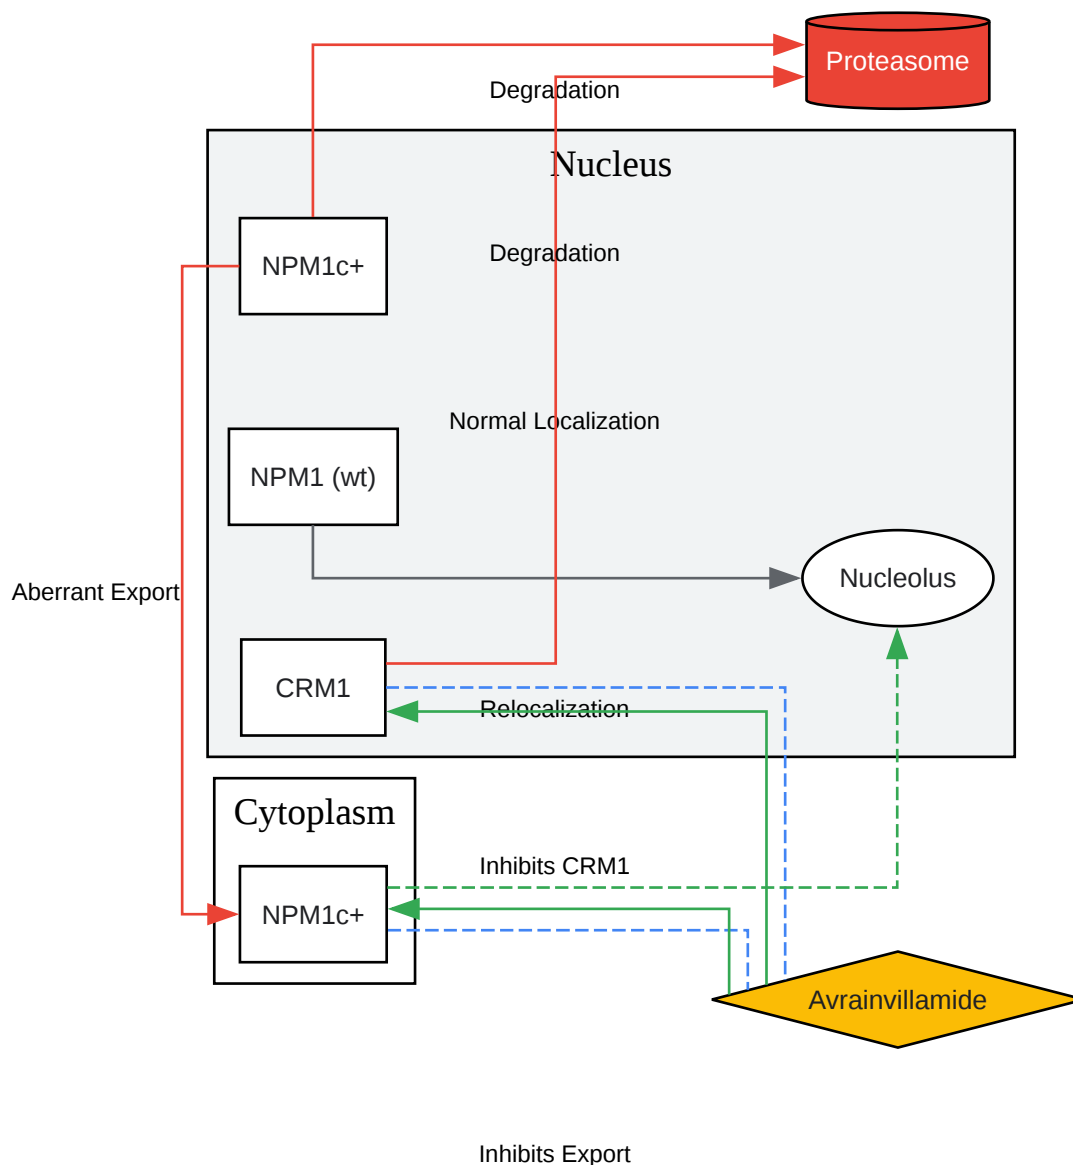 Proteasome
Degradation
Nucleus
Degradation
NPM1c+
Normal Localization
NPM1 (wt)
Nucleolus
Aberrant Export
CRM1
Relocalization
Cytoplasm
Inhibits CRM1
NPM1c+
Avrainvillamide
Inhibits Export